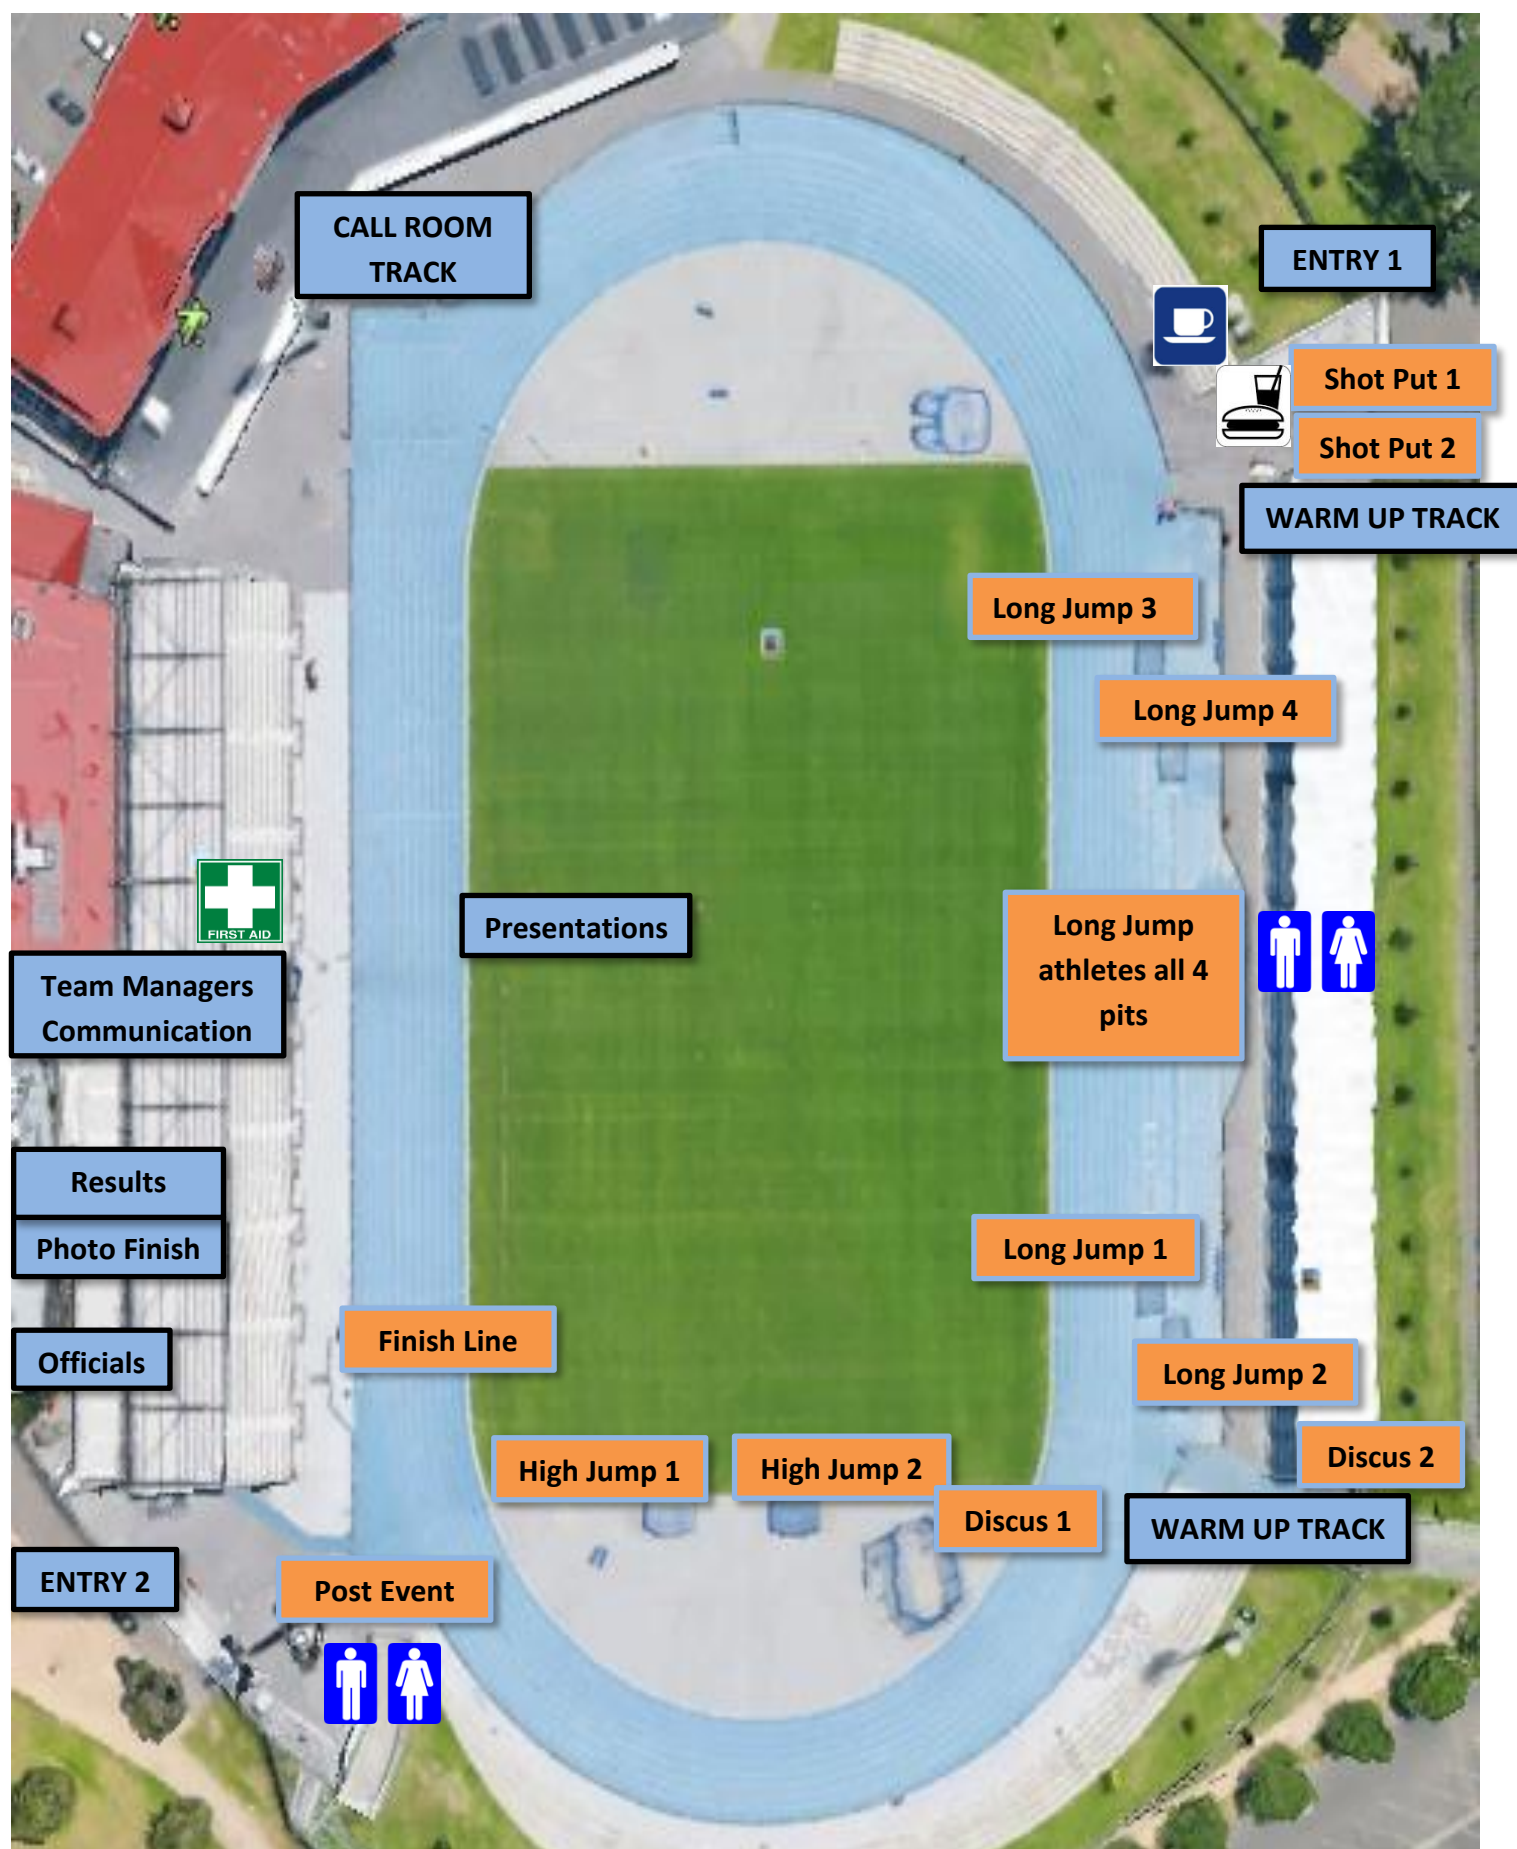 CALL ROOM
TRACK
ENTRY 1
Shot Put 1
Shot Put 2
WARM UP TRACK
Long Jump 3
Long Jump 4
FIRST AID
Presentations
Long Jump
athletes all 4
pits
Team Managers
Communication
Results
Photo Finish
Long Jump 1
Finish Line
Officials
Long Jump 2
High Jump 1
High Jump 2
Discus 2
Discus 1
WARM UP TRACK
ENTRY 2
Post Event